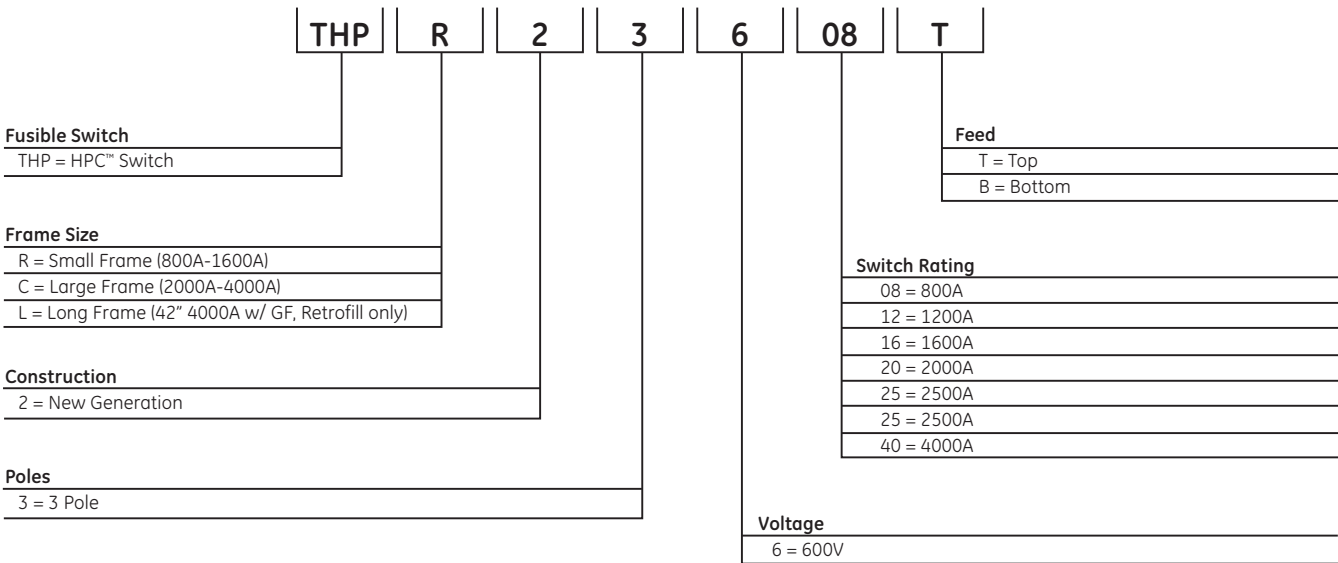 THP R 2 3 6 08 T
Fusible Switch
THP = HPC™ Switch
Frame Size
R = Small Frame (800A-1600A)
C = Large Frame (2000A-4000A)
L = Long Frame (42” 4000A w/ GF, Retrofill only)
Construction
2 = New Generation
Poles
3 = 3 Pole
Feed
T = Top
B = Bottom
Switch Rating
08 = 800A
12 = 1200A
16 = 1600A
20 = 2000A
25 = 2500A
25 = 2500A
40 = 4000A
Voltage
6 = 600V